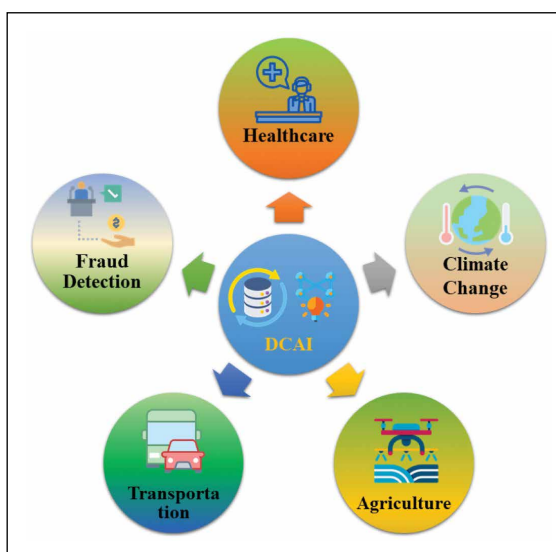 Healthcare
Fraud
Detection
Climate
Change
DCAI
Transporta
tion
Agriculture